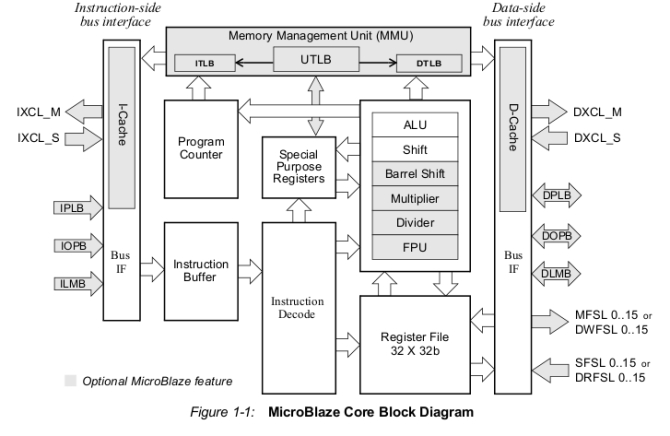 Instruction-side
bus interface
Data-side
bus interface
Memory Management Unit (MMU)
ITLB
UTLB
DTLB
I-Cache
D-Cache
IXCL_M
IXCL_S
DXCL_M
DXCL_S
Program
Counter
Special
Purpose
Registers
ALU
Shift
Barrel Shift
Multiplier
Divider
FPU
IPLB
IOPB
ILMB
Bus
IF
Instruction
Buffer
Instruction
Decode
Register File
32 X 32b
Bus
IF
DPLB
DOPB
DLMB
MFSL 0..15 or
DWFSL 0..15
SFSL 0..15 or
DRFSL 0..15
Optional MicroBlaze feature
Figure 1-1: MicroBlaze Core Block Diagram